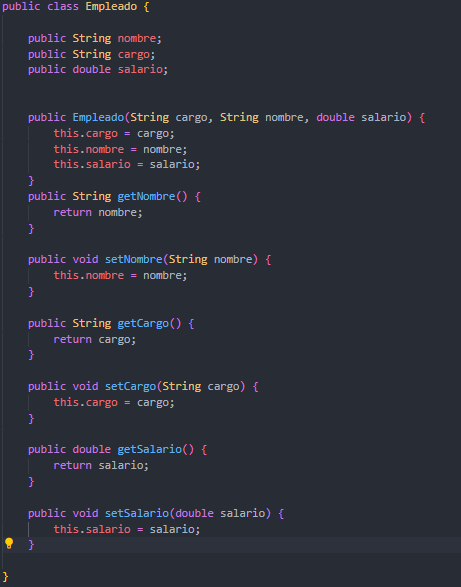 public class Empleado {
public String nombre;
public String cargo;
public double salario;
public Empleado(String cargo, String nombre, double salario) {
this.cargo = cargo;
this.nombre = nombre;
this.salario = salario;
}
public String getNombre() {
return nombre;
}
public void setNombre(String nombre) {
this.nombre = nombre;
}
public String getCargo() {
return cargo;
}
public void setCargo(String cargo) {
this.cargo = cargo;
}
public double getSalario() {
return salario;
}
public void setSalario(double salario) {
this.salario = salario;
}
}